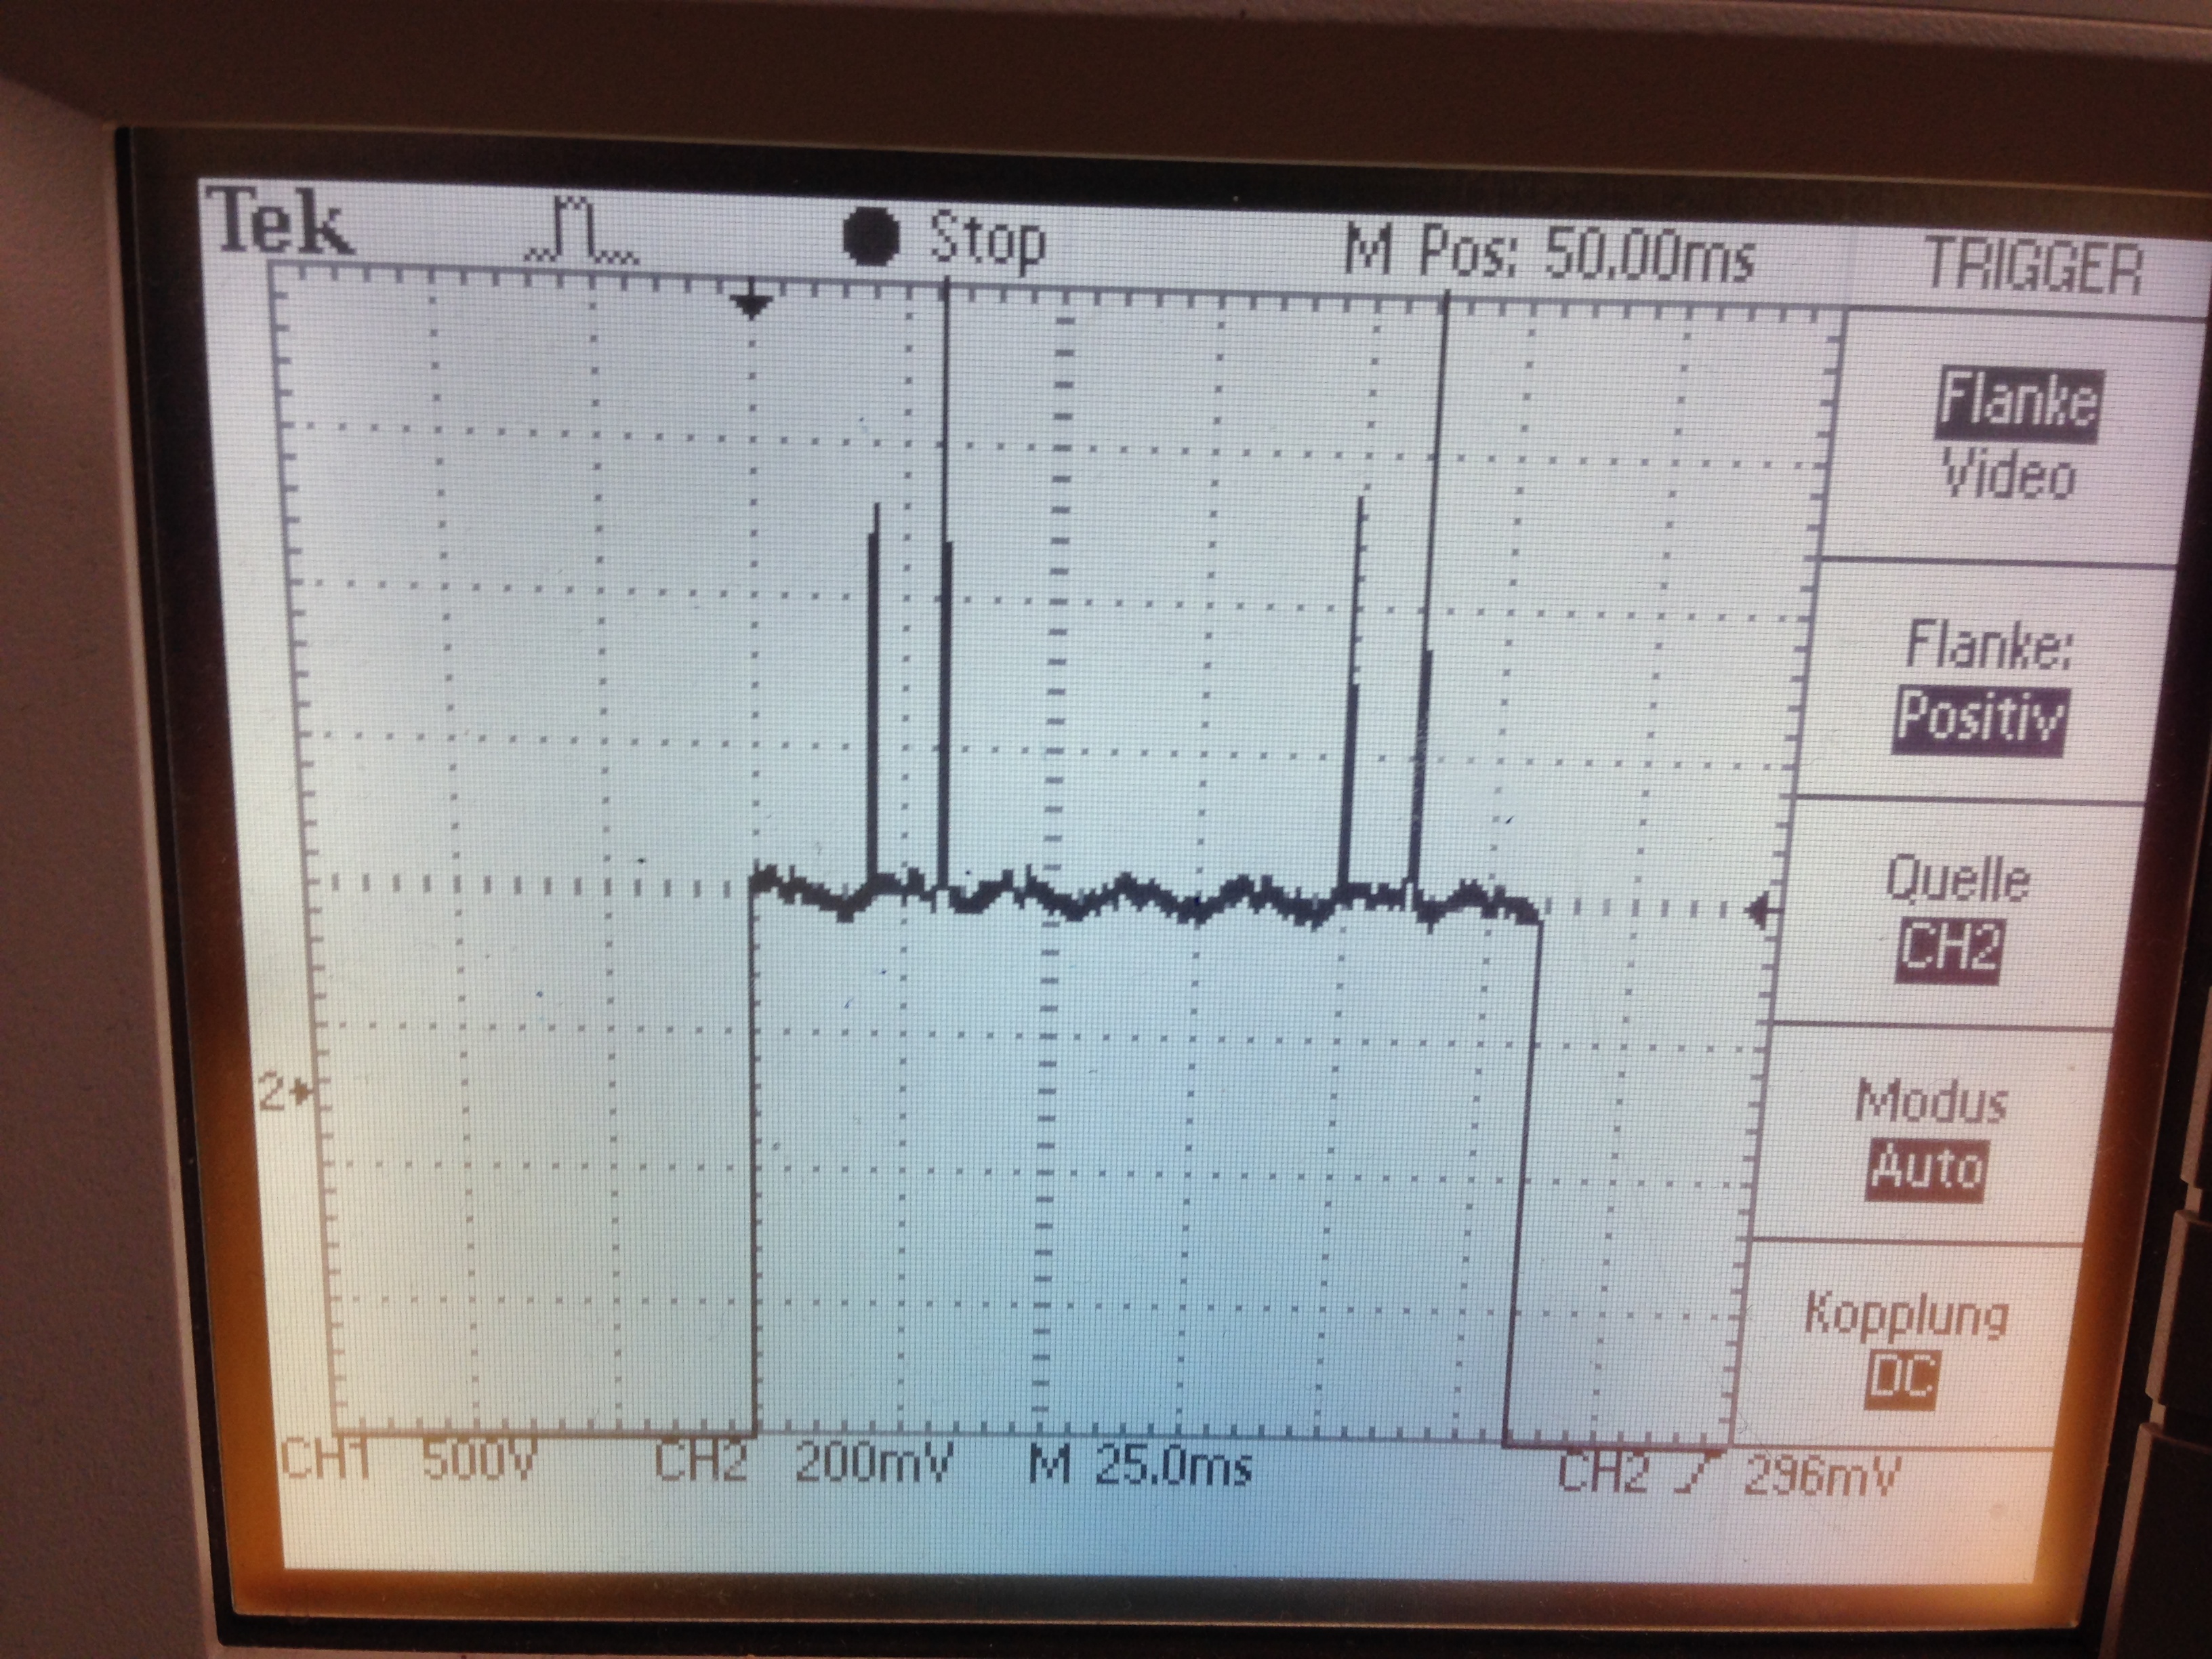 Tek Stop M Pos: 50.00ms TRIGGER
Flanke
Video
Flanke:
Positiv
Quelle
CH2
Modus
Auto
Kopplung
DC
2
CH1 500V CH2 200mV M 25.0ms CH2 296mV